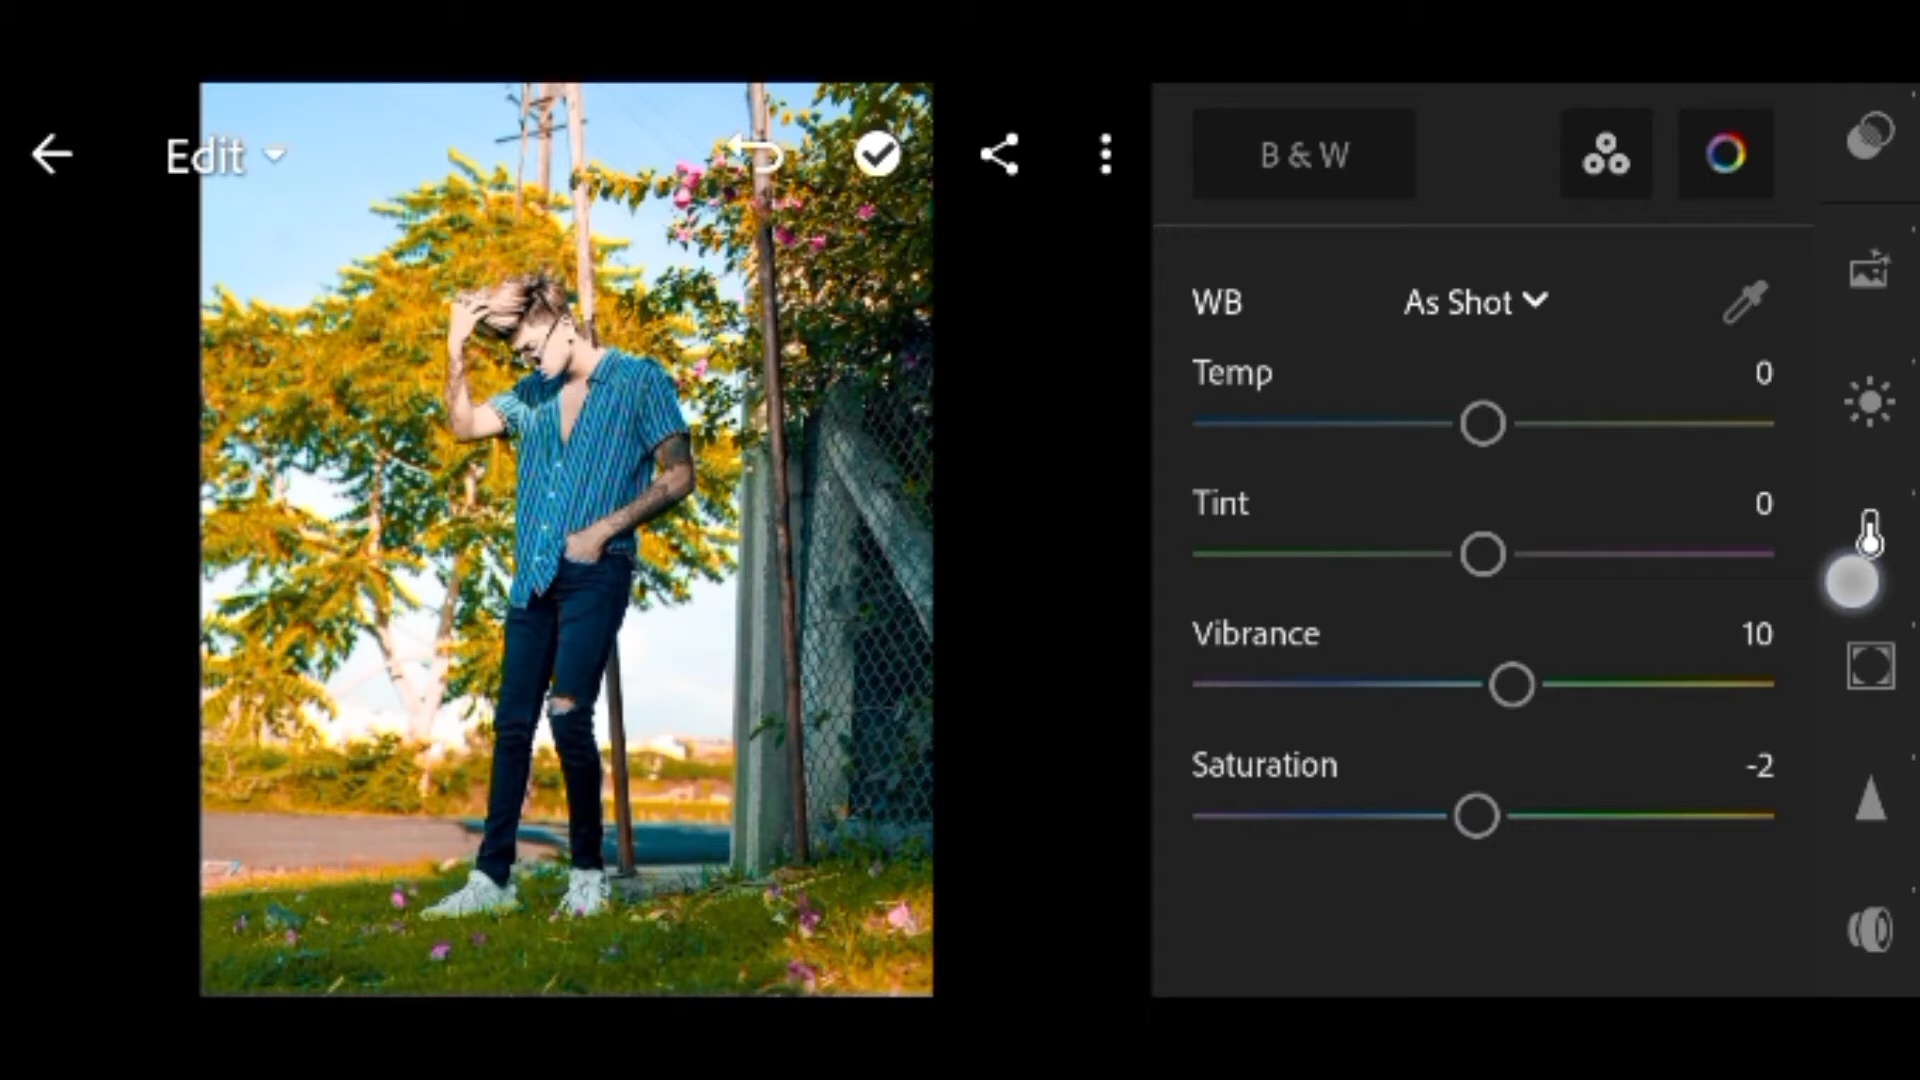 Edit
B & W
WB As Shot
Temp 0
Tint 0
Vibrance 10
Saturation -2